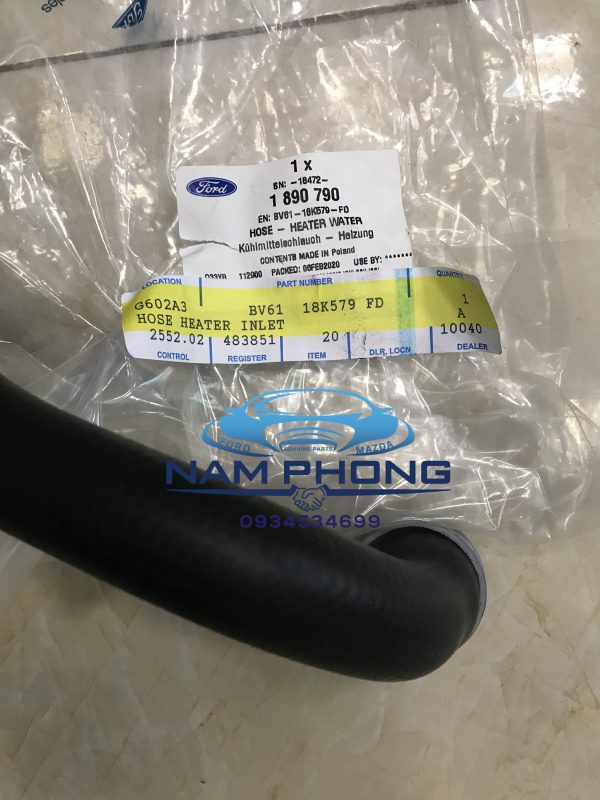 1 x
SN: -18472-
Ford
1 890 790
EN: BV61-18K579-FD
HOSE - HEATER WATER
Kühlmittelschlauch - Heizung
CONTENTS MADE IN Poland
112900 PACKED: 06FEB2020 USE BY: *******
LOCATION PART NUMBER QUANTITY
G602A3 BV61 18K579 FD 1
HOSE HEATER INLET A
2552.02 483851 20 10040
CONTROL REGISTER ITEM DLR. LOCN DEALER
FORD GENUINE PARTS MAZDA
NAM PHONG
0934534699